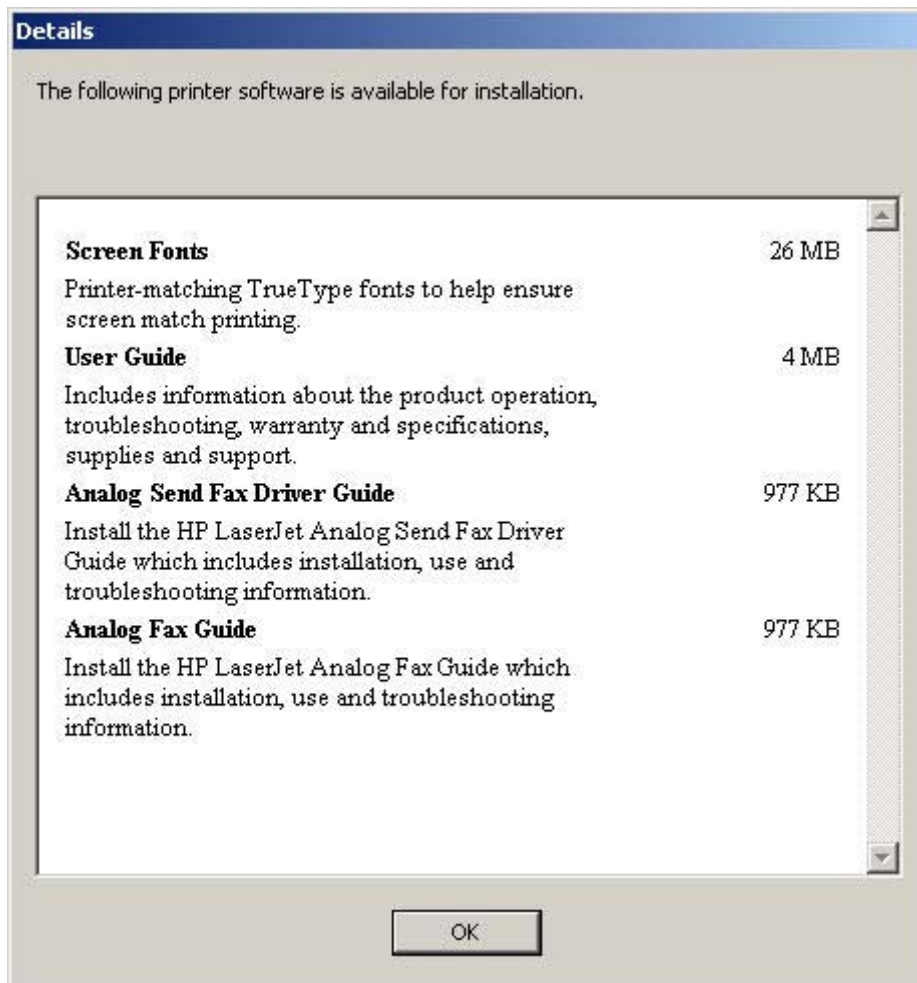 Details
The following printer software is available for installation.
Screen Fonts 26 MB
Printer-matching TrueType fonts to help ensure
screen match printing.
User Guide 4 MB
Includes information about the product operation,
troubleshooting, warranty and specifications,
supplies and support.
Analog Send Fax Driver Guide 977 KB
Install the HP LaserJet Analog Send Fax Driver
Guide which includes installation, use and
troubleshooting information.
Analog Fax Guide 977 KB
Install the HP LaserJet Analog Fax Guide which
includes installation, use and troubleshooting
information.
OK